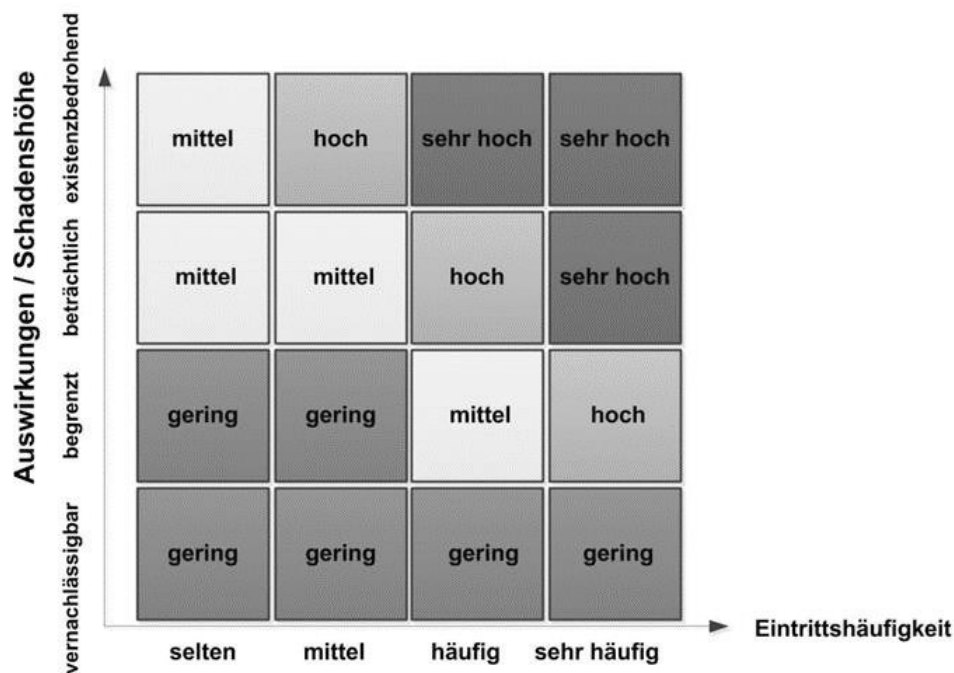 Auswirkungen / Schadenshöhe
existenzbedrohend
mittel
hoch
sehr hoch
sehr hoch
beträchtlich
mittel
mittel
hoch
sehr hoch
begrenzt
gering
gering
mittel
hoch
vernachlässigbar
gering
gering
gering
gering
selten
mittel
häufig
sehr häufig
Eintrittshäufigkeit